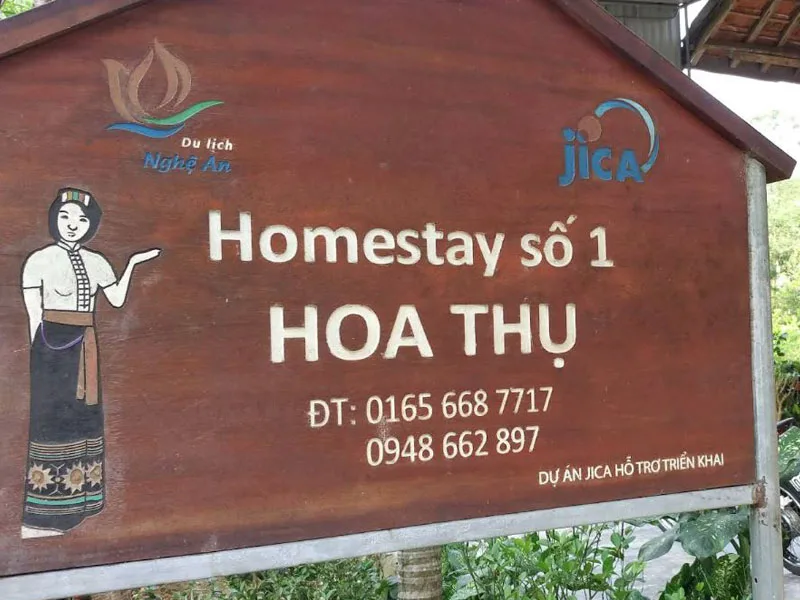 Du lịch
Nghệ An
jICA
Homestay số 1
HOA THỤ
ĐT: 0165 668 7717
0948 662 897
DỰ ÁN JICA HỖ TRỢ TRIỂN KHAI